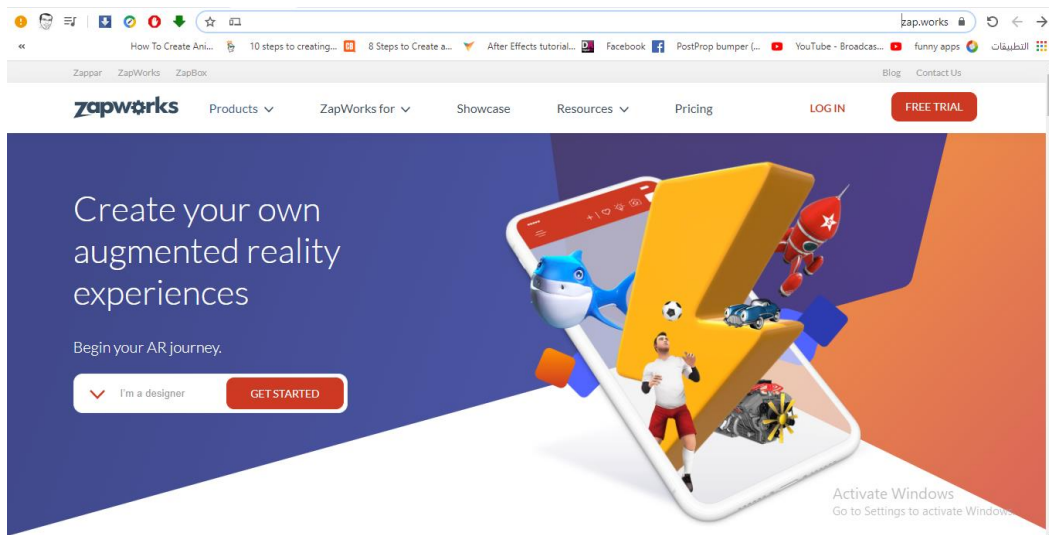 zap.works
How To Create Ani...
10 steps to creating...
8 Steps to Create a...
After Effects tutorial...
Facebook
PostProp bumper (...
YouTube - Broadcas...
funny apps
التطبيقات
Zappar ZapWorks ZapBox Blog Contact Us
zapworks Products ZapWorks for Showcase Resources Pricing LOG IN FREE TRIAL
Create your own
augmented reality
experiences
Begin your AR journey.
I'm a designer GET STARTED
Activate Windows
Go to Settings to activate Windows.